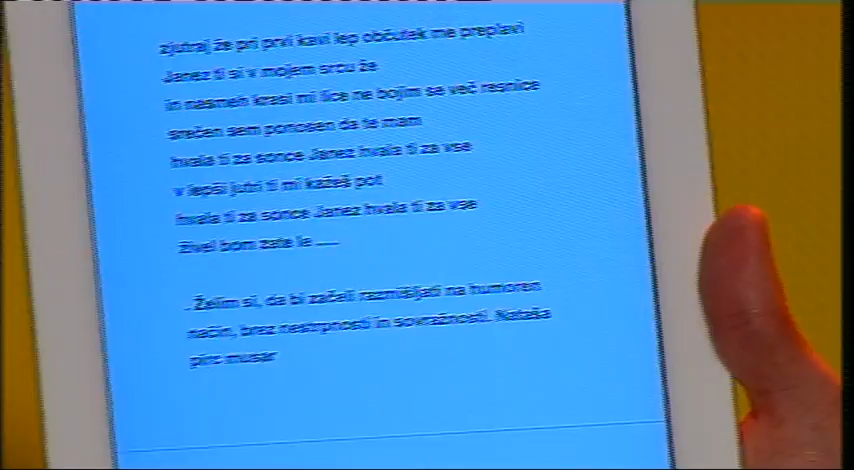 zjutraj že pri prvi kavi lep občutek me preplavi
Janez ti si v mojem srcu že
in nasmeh krasi mi lice ne bojim se več resnice
srečen sem ponosen da te mam
hvala ti za sonce Janez hvala ti za vse
v lepši jutri ti mi kažeš pot
hvala ti za sonce Janez hvala ti za vse
živel bom zate le .....
. Želim si, da bi začeli razmišljati na humoren
način, brez nestrpnosti in sovražnosti. Nataša
pirc musar